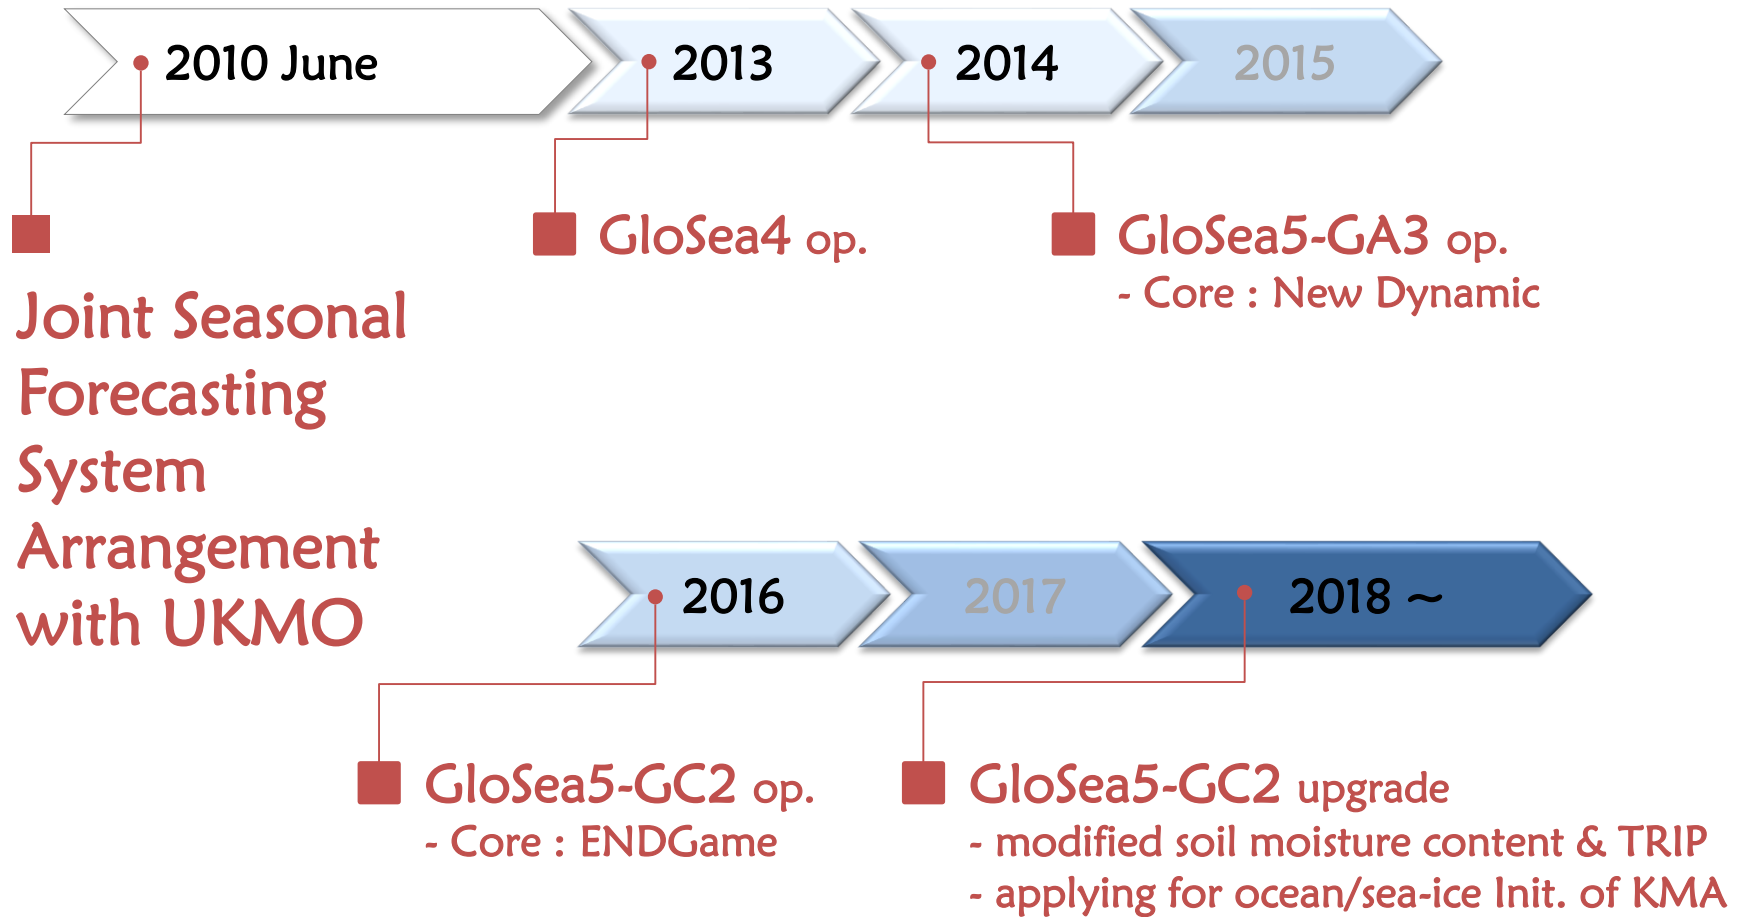 2010 June
2013
2014
2015
GloSea4 op.
GloSea5-GA3 op.
- Core : New Dynamic
Joint Seasonal
Forecasting
System
Arrangement
with UKMO
2016
2017
2018 ~
GloSea5-GC2 op.
- Core : ENDGame
GloSea5-GC2 upgrade
- modified soil moisture content & TRIP
- applying for ocean/sea-ice Init. of KMA